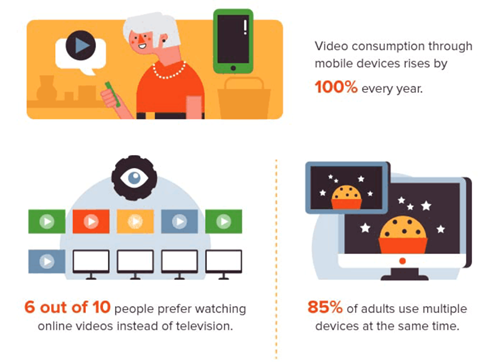 Video consumption through
mobile devices rises by
100% every year.
6 out of 10 people prefer watching
online videos instead of television.
85% of adults use multiple
devices at the same time.